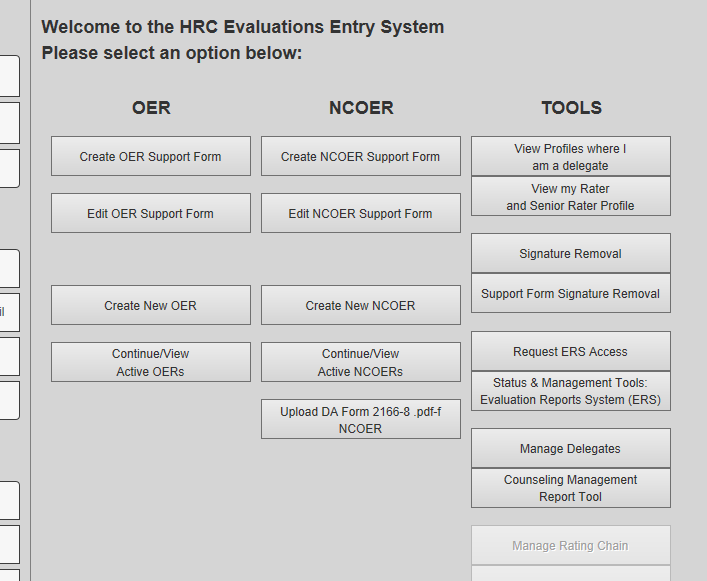 Welcome to the HRC Evaluations Entry System
Please select an option below:
OER
Create OER Support Form
Edit OER Support Form
Create New OER
Continue/View
Active OERs
NCOER
Create NCOER Support Form
Edit NCOER Support Form
Create New NCOER
Continue/View
Active NCOERs
Upload DA Form 2166-8 .pdf-f
NCOER
TOOLS
View Profiles where I
am a delegate
View my Rater
and Senior Rater Profile
Signature Removal
Support Form Signature Removal
Request ERS Access
Status & Management Tools:
Evaluation Reports System (ERS)
Manage Delegates
Counseling Management
Report Tool
Manage Rating Chain